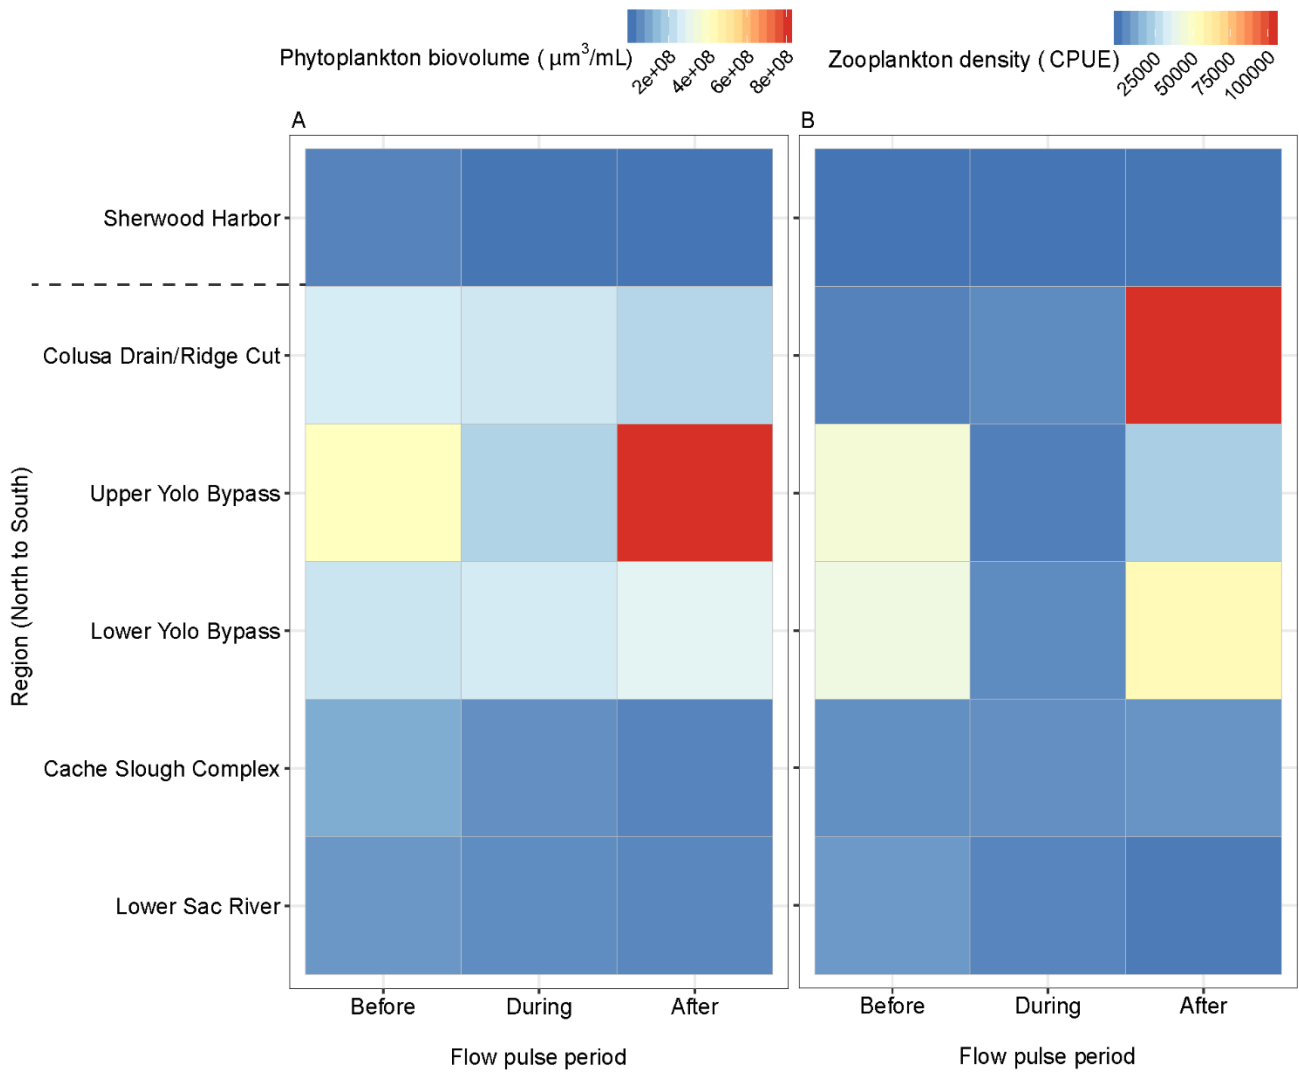 Phytoplankton biovolume ( µm³/mL)
2e+08
4e+08
6e+08
8e+08
Zooplankton density ( CPUE)
25000
50000
75000
100000
A
B
Region (North to South)
Sherwood Harbor
Colusa Drain/Ridge Cut
Upper Yolo Bypass
Lower Yolo Bypass
Cache Slough Complex
Lower Sac River
Before
During
After
Before
During
After
Flow pulse period
Flow pulse period